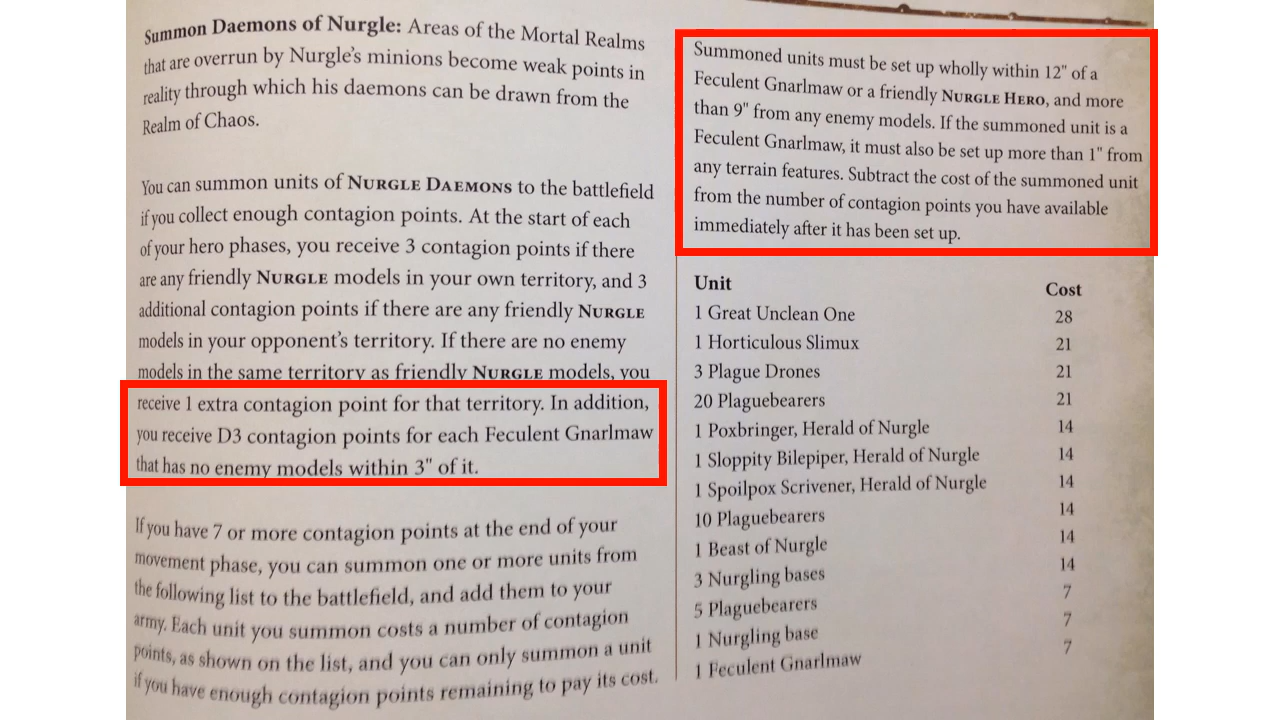 Summon Daemons of Nurgle: Areas of the Mortal Realms
that are overrun by Nurgle's minions become weak points in
reality through which his daemons can be drawn from the
Realm of Chaos.
You can summon units of NURGLE DAEMONS to the battlefield
if you collect enough contagion points. At the start of each
of your hero phases, you receive 3 contagion points if there
are any friendly NURGLE models in your own territory, and 3
additional contagion points if there are any friendly NURGLE
models in your opponent's territory. If there are no enemy
models in the same territory as friendly NURGLE models, you
receive 1 extra contagion point for that territory. In addition,
you receive D3 contagion points for each Feculent Gnarlmaw
that has no enemy models within 3" of it.
If you have 7 or more contagion points at the end of your
movement phase, you can summon one or more units from
the following list to the battlefield, and add them to your
army. Each unit you summon costs a number of contagion
points, as shown on the list, and you can only summon a unit
if you have enough contagion points remaining to pay its cost.
Summoned units must be set up wholly within 12" of a
Feculent Gnarlmaw or a friendly NURGLE HERO, and more
than 9" from any enemy models. If the summoned unit is a
Feculent Gnarlmaw, it must also be set up more than 1" from
any terrain features. Subtract the cost of the summoned unit
from the number of contagion points you have available
immediately after it has been set up.
Unit Cost
1 Great Unclean One 28
1 Horticulous Slimux 21
3 Plague Drones 21
20 Plaguebearers 21
1 Poxbringer, Herald of Nurgle 14
1 Sloppity Bilepiper, Herald of Nurgle 14
1 Spoilpox Scrivener, Herald of Nurgle 14
10 Plaguebearers 14
1 Beast of Nurgle 14
3 Nurgling bases 14
5 Plaguebearers 7
1 Nurgling base 7
1 Feculent Gnarlmaw 7